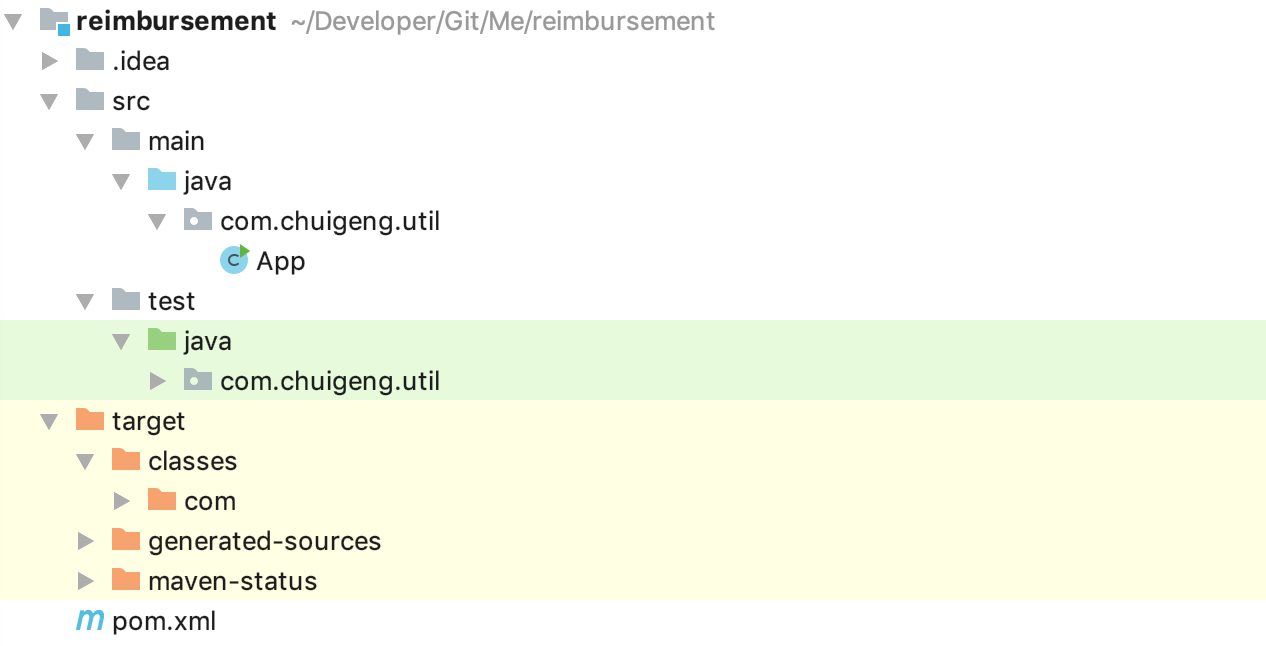 reimbursement ~/Developer/Git/Me/reimbursement
.idea
src
main
java
com.chuigeng.util
C App
test
java
com.chuigeng.util
target
classes
com
generated-sources
maven-status
m pom.xml